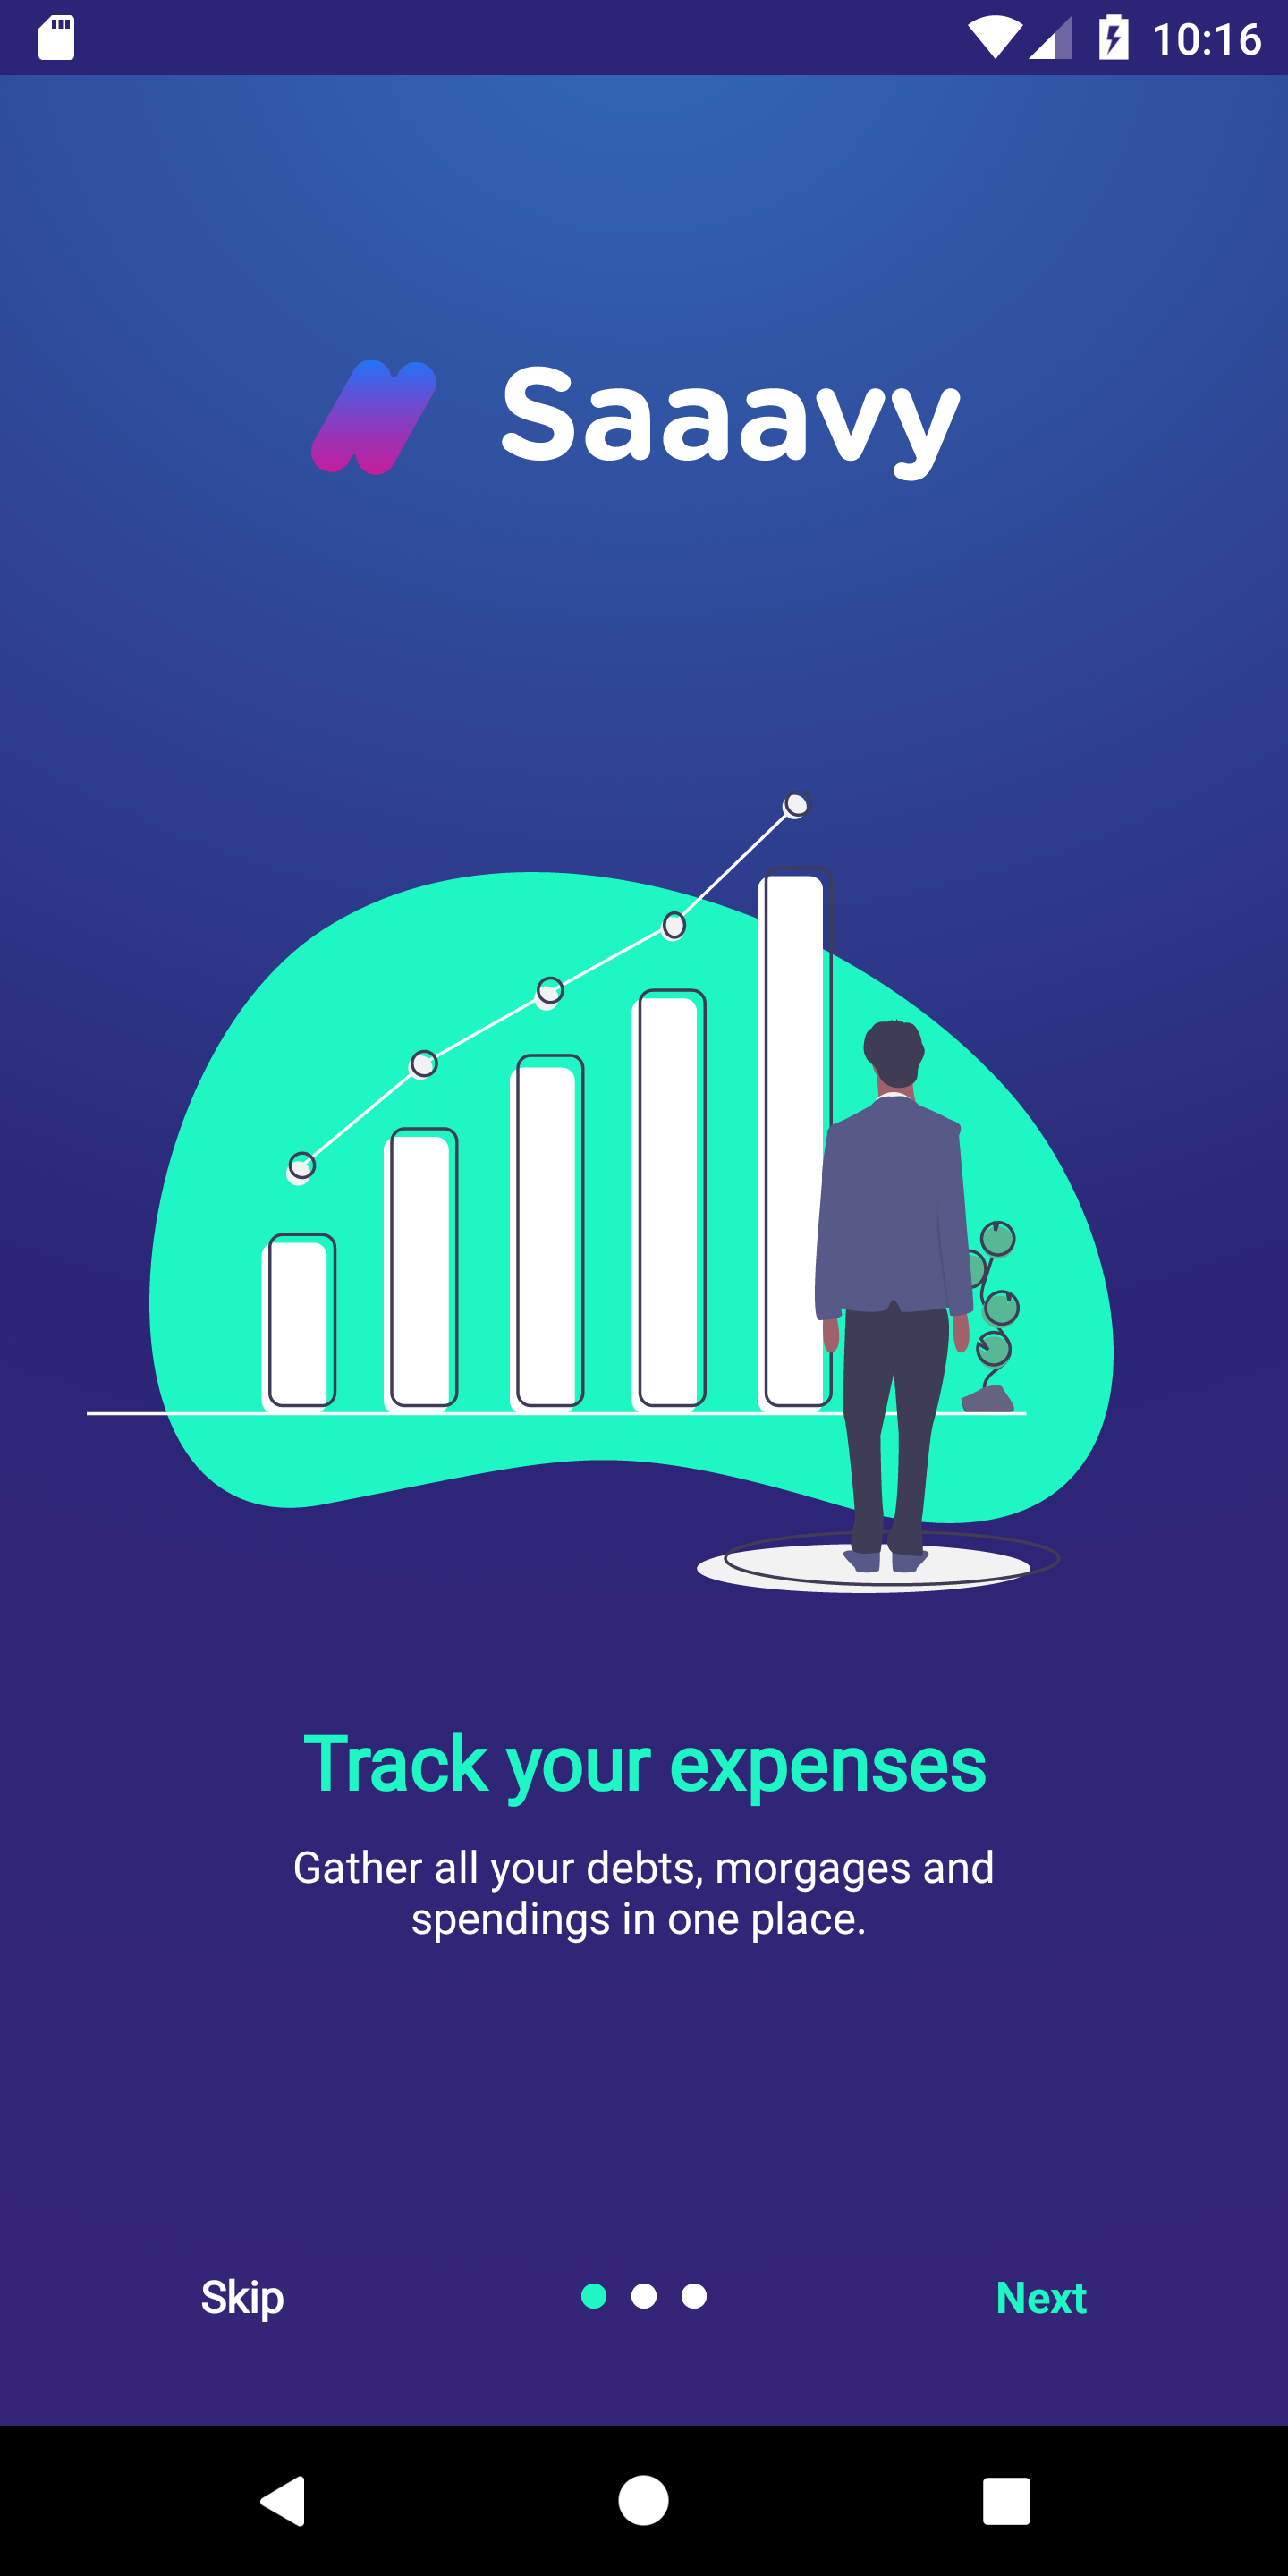 10:16
Saaavy
Track your expenses
Gather all your debts, morgages and
spendings in one place.
Skip
Next